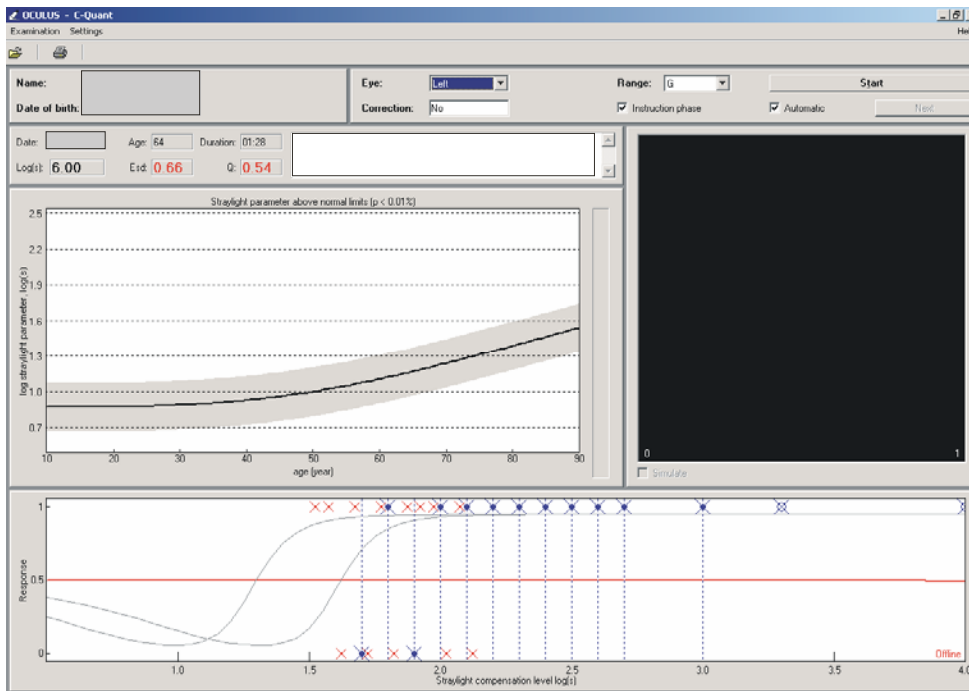 OCULUS - C-Quant
Examination Settings Hel
Name:
Date of birth:
Eye: Left
Correction: No
Range: G
Instruction phase
Start
Automatic Next
Date: Age: 64 Duration: 01:28
Log(s): 6.00 Esd: 0.66 Q: 0.54
Straylight parameter above normal limits (p < 0.01%)
log straylight parameter, log(s)
2.5
2.2
1.9
1.6
1.3
1.0
0.7
10 20 30 40 50 60 70 80 90
age (year)
0 1
Simulate
Response
1
0.5
0
Offline
1.0 1.5 2.0 2.5 3.0 3.5 4.0
Straylight compensation level log(s)